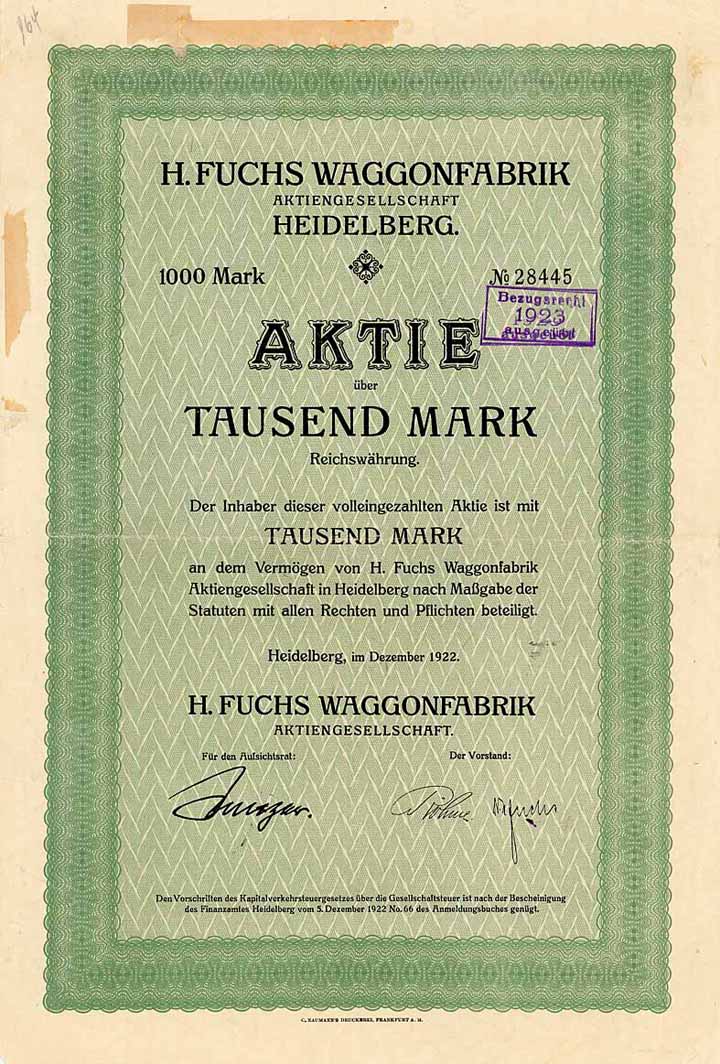 164
H. FUCHS WAGGONFABRIK
AKTIENGESELLSCHAFT
HEIDELBERG.
1000 Mark
№ 28445
Bezugsrecht
1923
ausgeübt
AKTIE
über
TAUSEND MARK
Reichswährung.
Der Inhaber dieser volleingezahlten Aktie ist mit
TAUSEND MARK
an dem Vermögen von H. Fuchs Waggonfabrik
Aktiengesellschaft in Heidelberg nach Maßgabe der
Statuten mit allen Rechten und Pflichten beteiligt.
Heidelberg, im Dezember 1922.
H. FUCHS WAGGONFABRIK
AKTIENGESELLSCHAFT.
Für den Aufsichtsrat:
Der Vorstand:
Den Vorschriften des Kapitalverkehrsteuergesetzes über die Gesellschaftsteuer ist nach der Bescheinigung
des Finanzamtes Heidelberg vom 5. Dezember 1922 No. 66 des Anmeldungsbuches genügt.
C. NAUMANN'S DRUCKEREI, FRANKFURT A. M.